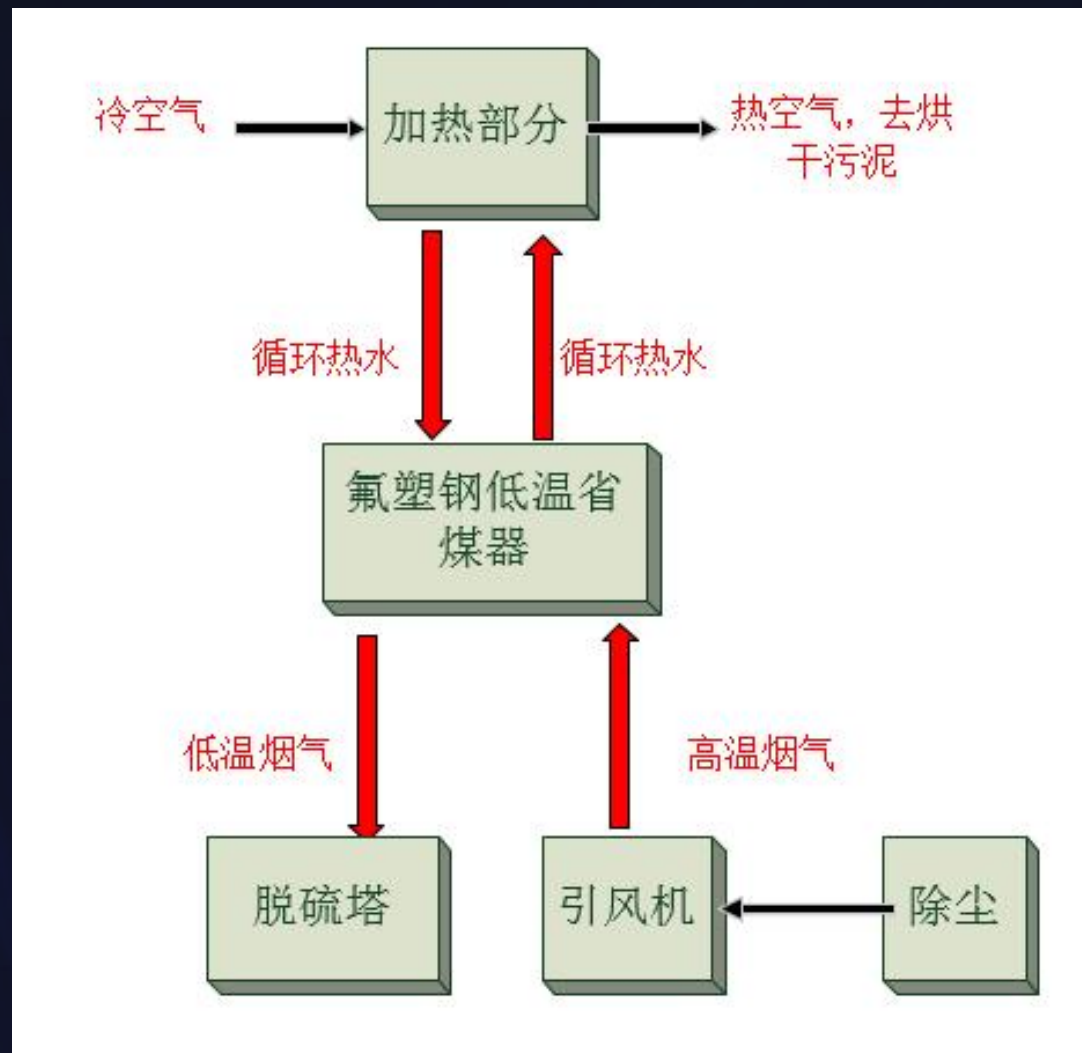 冷空气
加热部分
热空气，去烘
干污泥
循环热水
循环热水
氟塑钢低温省
煤器
低温烟气
高温烟气
脱硫塔
引风机
除尘